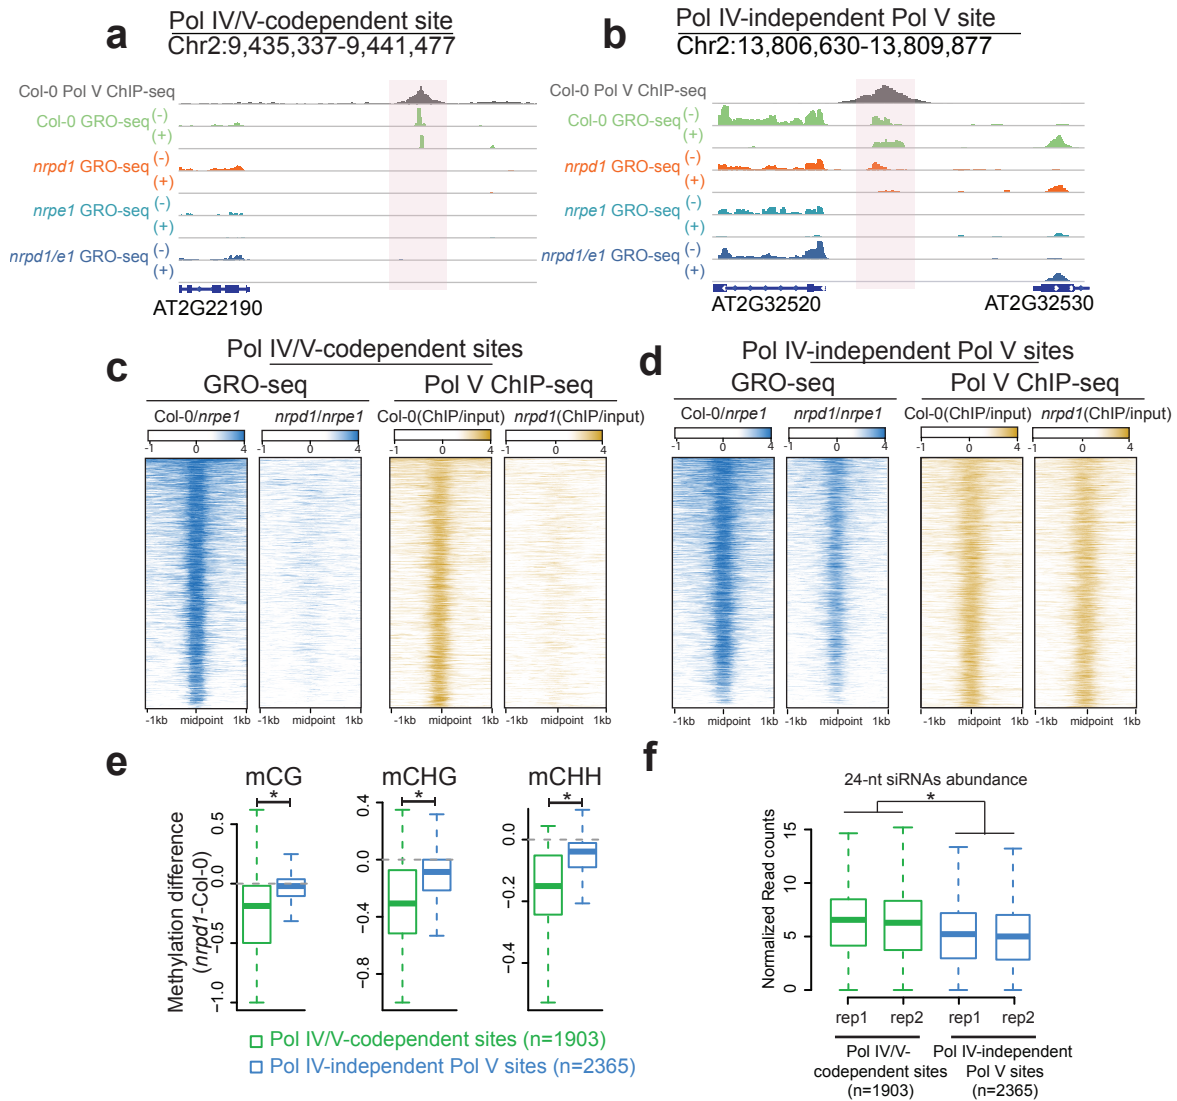 a
Pol IV/V-codependent site
Chr2:9,435,337-9,441,477
Col-0 Pol V ChIP-seq
Col-0 GRO-seq (-)
(+)
nrpd1 GRO-seq (-)
(+)
nrpe1 GRO-seq (-)
(+)
nrpd1/e1 GRO-seq (-)
(+)
AT2G22190
b
Pol IV-independent Pol V site
Chr2:13,806,630-13,809,877
Col-0 Pol V ChIP-seq
Col-0 GRO-seq (-)
(+)
nrpd1 GRO-seq (-)
(+)
nrpe1 GRO-seq (-)
(+)
nrpd1/e1 GRO-seq (-)
(+)
AT2G32520
AT2G32530
c
Pol IV/V-codependent sites
GRO-seq
Pol V ChIP-seq
Col-0/nrpe1
nrpd1/nrpe1
Col-0(ChIP/input)
nrpd1(ChIP/input)
-1 0 4
-1 0 4
-1 0 4
-1 0 4
-1kb midpoint 1kb
-1kb midpoint 1kb
-1kb midpoint 1kb
-1kb midpoint 1kb
d
Pol IV-independent Pol V sites
GRO-seq
Pol V ChIP-seq
Col-0/nrpe1
nrpd1/nrpe1
Col-0(ChIP/input)
nrpd1(ChIP/input)
-1 0 4
-1 0 4
-1 0 4
-1 0 4
-1kb midpoint 1kb
-1kb midpoint 1kb
-1kb midpoint 1kb
-1kb midpoint 1kb
e
Methylation difference
(nrpd1-Col-0)
mCG
*
0.5
0.0
−0.5
−1.0
mCHG
*
0.4
0.0
−0.4
−0.8
mCHH
*
0.0
−0.2
−0.4
Pol IV/V-codependent sites (n=1903)
Pol IV-independent Pol V sites (n=2365)
f
24-nt siRNAs abundance
*
Normalized Read counts
15
10
5
0
rep1 rep2 rep1 rep2
Pol IV/V-
codependent sites
(n=1903)
Pol IV-independent
Pol V sites
(n=2365)